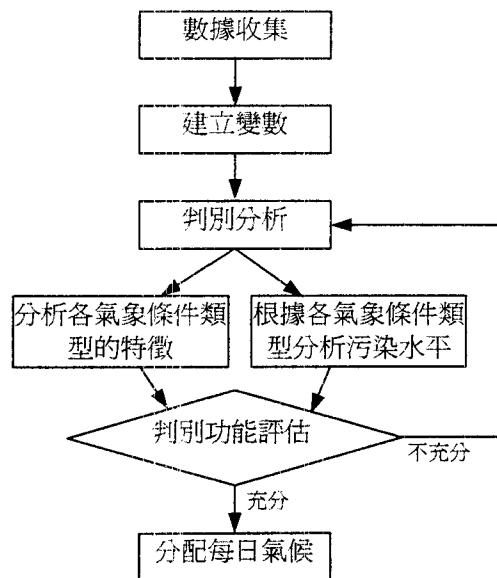 數據收集
建立變數
判別分析
分析各氣象條件類
型的特徵
根據各氣象條件類
型分析污染水平
判別功能評估
不充分
充分
分配每日氣候